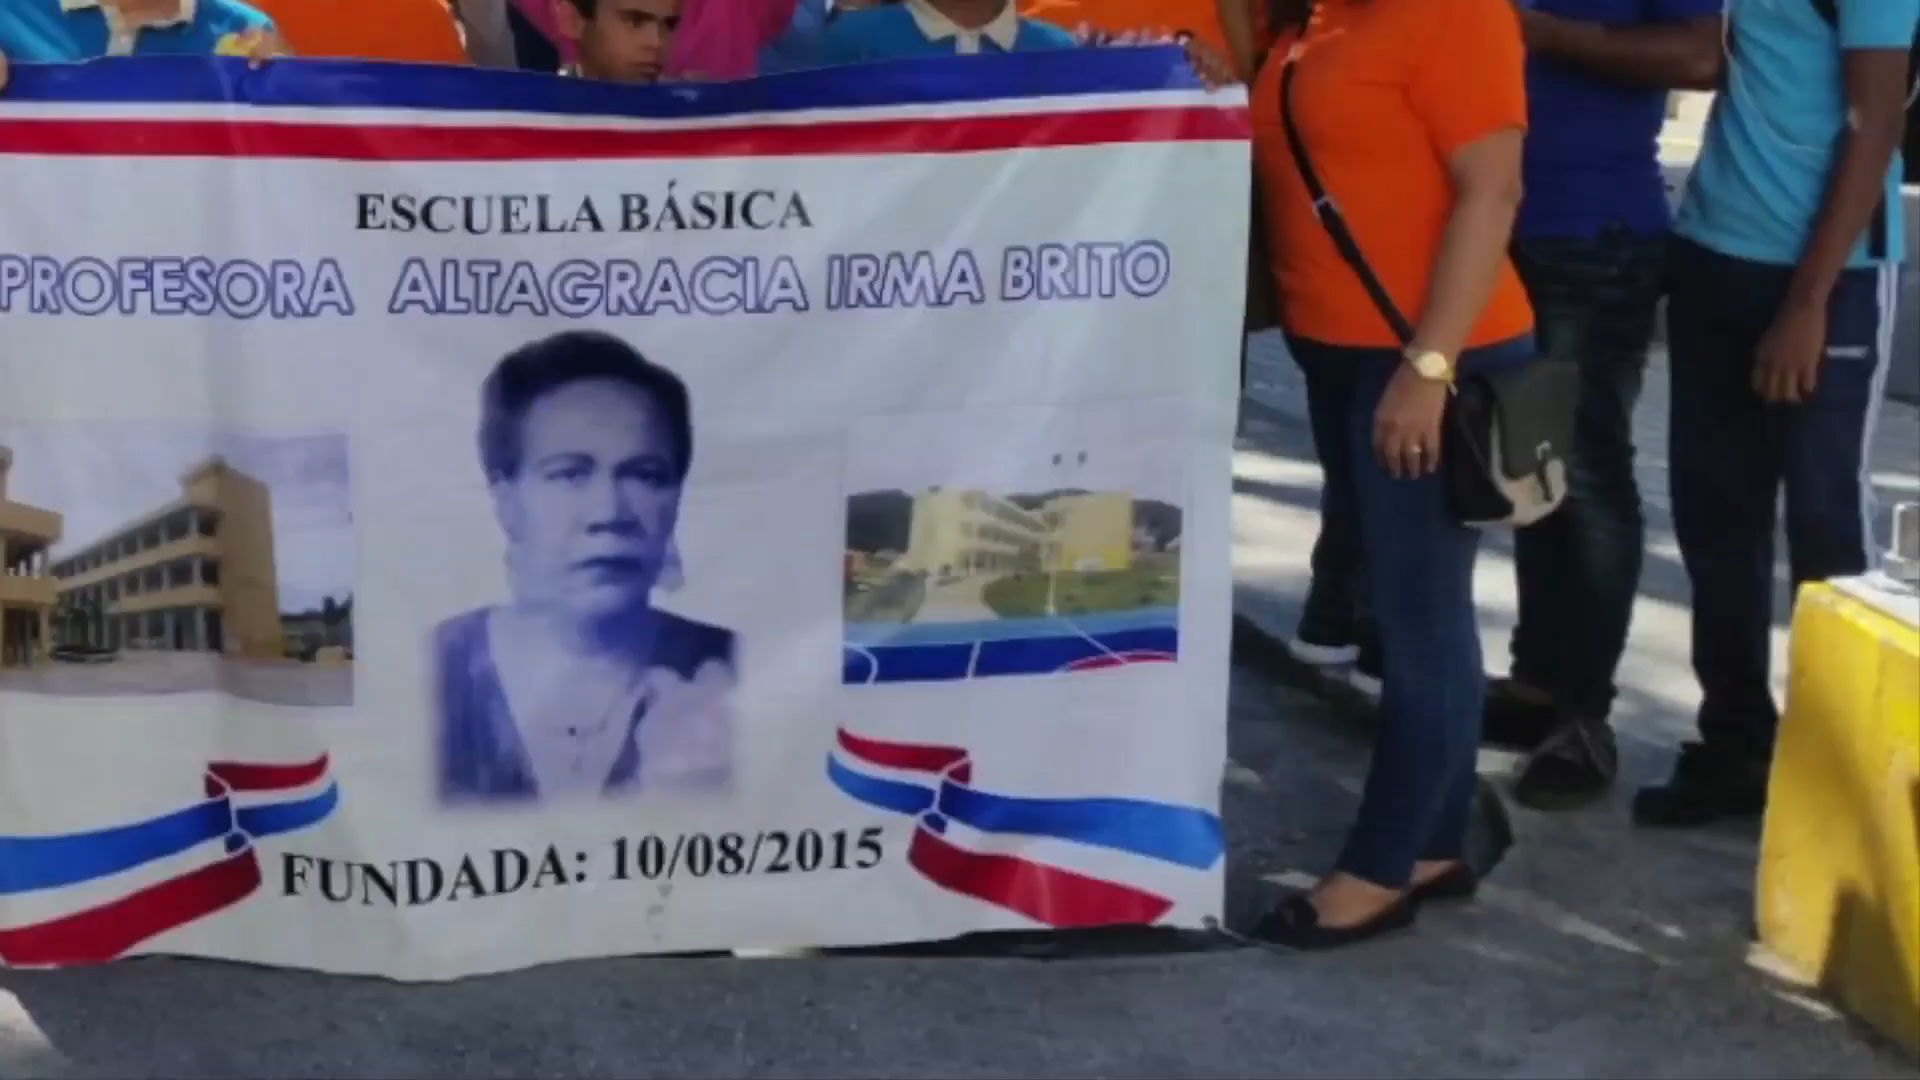 ESCUELA BÁSICA
PROFESORA ALTAGRACIA IRMA BRITO
FUNDADA: 10/08/2015